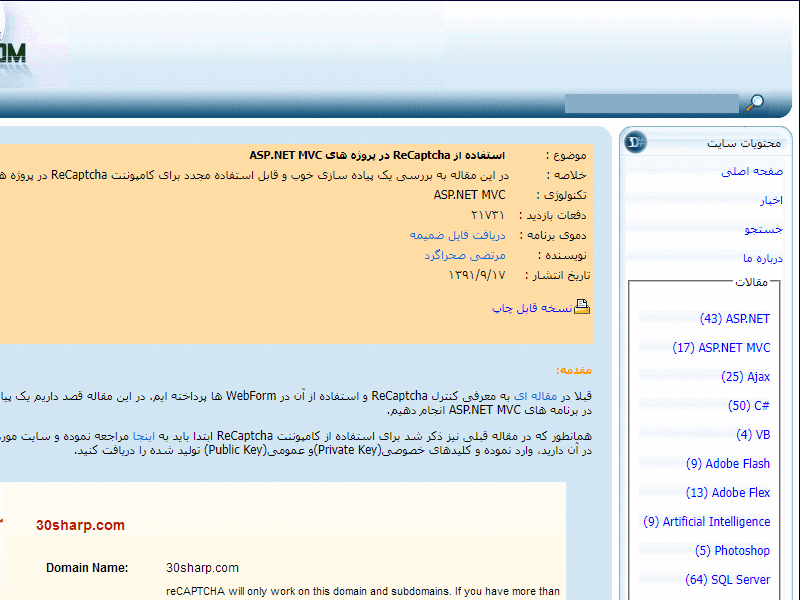 OM
محتویات سایت
صفحه اصلی
اخبار
جستجو
درباره ما
مقالات
(43) ASP.NET
(17) ASP.NET MVC
(25) Ajax
(50) C#
(4) VB
(9) Adobe Flash
(13) Adobe Flex
(9) Artificial Intelligence
(5) Photoshop
(64) SQL Server
موضوع : استفاده از ReCaptcha در پروژه های ASP.NET MVC
خلاصه : در این مقاله به بررسی یک پیاده سازی خوب و قابل استفاده مجدد برای کامپوننت ReCaptcha در پروژه ه
تکنولوژی : ASP.NET MVC
دفعات بازدید : ۲۱۷۳۱
دموی برنامه : دریافت فایل ضمیمه
نویسنده : مرتضی صحراگرد
تاریخ انتشار : ۱۳۹۱/۹/۱۷
نسخه قابل چاپ
مقدمه:
قبلا در مقاله ای به معرفی کنترل ReCaptcha و استفاده از آن در WebForm ها پرداخته ایم. در این مقاله قصد داریم یک پیا
در برنامه های ASP.NET MVC انجام دهیم.
همانطور که در مقاله قبلی نیز ذکر شد برای استفاده از کامپوننت ReCaptcha ابتدا باید به اینجا مراجعه نموده و سایت مور
در آن دارید، وارد نموده و کلیدهای خصوصی(Private Key)و عمومی(Public Key) تولید شده را دریافت کنید.
30sharp.com
Domain Name: 30sharp.com
reCAPTCHA will only work on this domain and subdomains. If you have more than